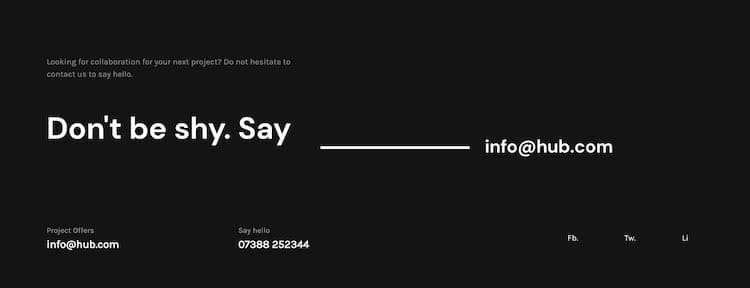 Looking for collaboration for your next project? Do not hesitate to
contact us to say hello.
Don't be shy. Say
info@hub.com
Project Offers
info@hub.com
Say hello
07388 252344
Fb.
Tw.
Li